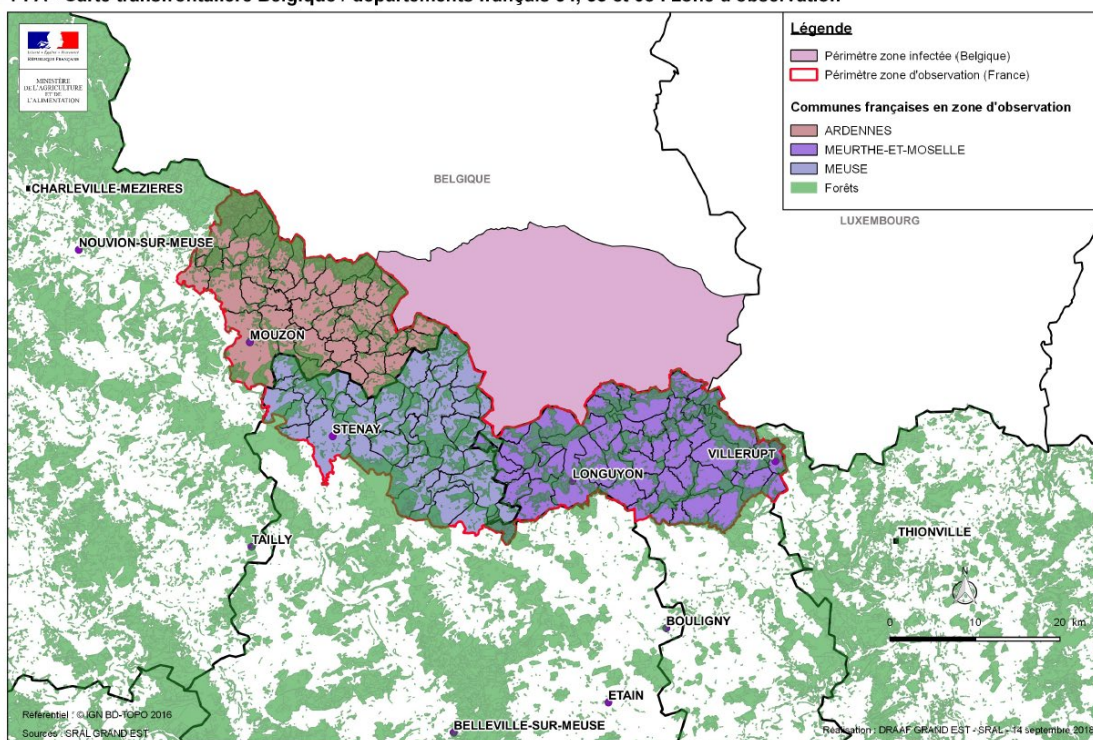 Légende
Périmètre zone infectée (Belgique)
Périmètre zone d'observation (France)
Communes françaises en zone d'observation
ARDENNES
MEURTHE-ET-MOSELLE
MEUSE
Forêts
RÉPUBLIQUE FRANÇAISE
MINISTÈRE
DE L'AGRICULTURE
ET DE
L'ALIMENTATION
BELGIQUE
LUXEMBOURG
CHARLEVILLE-MEZIERES
NOUVION-SUR-MEUSE
MOUZON
STENAY
LONGUYON
VILLERUPT
TAILLY
THIONVILLE
N
0 10 20 km
BOULIGNY
ETAIN
BELLEVILLE-SUR-MEUSE
Référentiel : © IGN BD-TOPO 2016
Sources : SRAL GRAND EST
Réalisation : DRAAF GRAND EST - SRAL - 14 septembre 2018